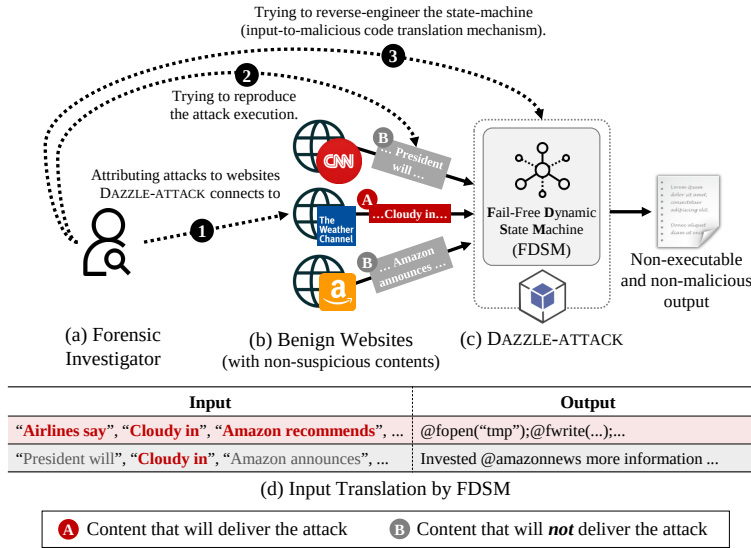 Trying to reverse-engineer the state-machine
(input-to-malicious code translation mechanism).
3
2
Trying to reproduce
the attack execution.
B
CNN
... President
will ...
Attributing attacks to websites
DAZZLE-ATTACK connects to
1
A
The
Weather
Channel
...Cloudy in...
B
a
... Amazon
announces ...
Fail-Free Dynamic
State Machine
(FDSM)
Lorem ipsum
Non-executable
and non-malicious
output
(a) Forensic
Investigator
(b) Benign Websites
(with non-suspicious contents)
(c) DAZZLE-ATTACK
Input Output
“Airlines say”, “Cloudy in”, “Amazon recommends”, ... @fopen(“tmp”);@fwrite(...);...
“President will”, “Cloudy in”, “Amazon announces”, ... Invested @amazonnews more information ...
(d) Input Translation by FDSM
A Content that will deliver the attack B Content that will not deliver the attack